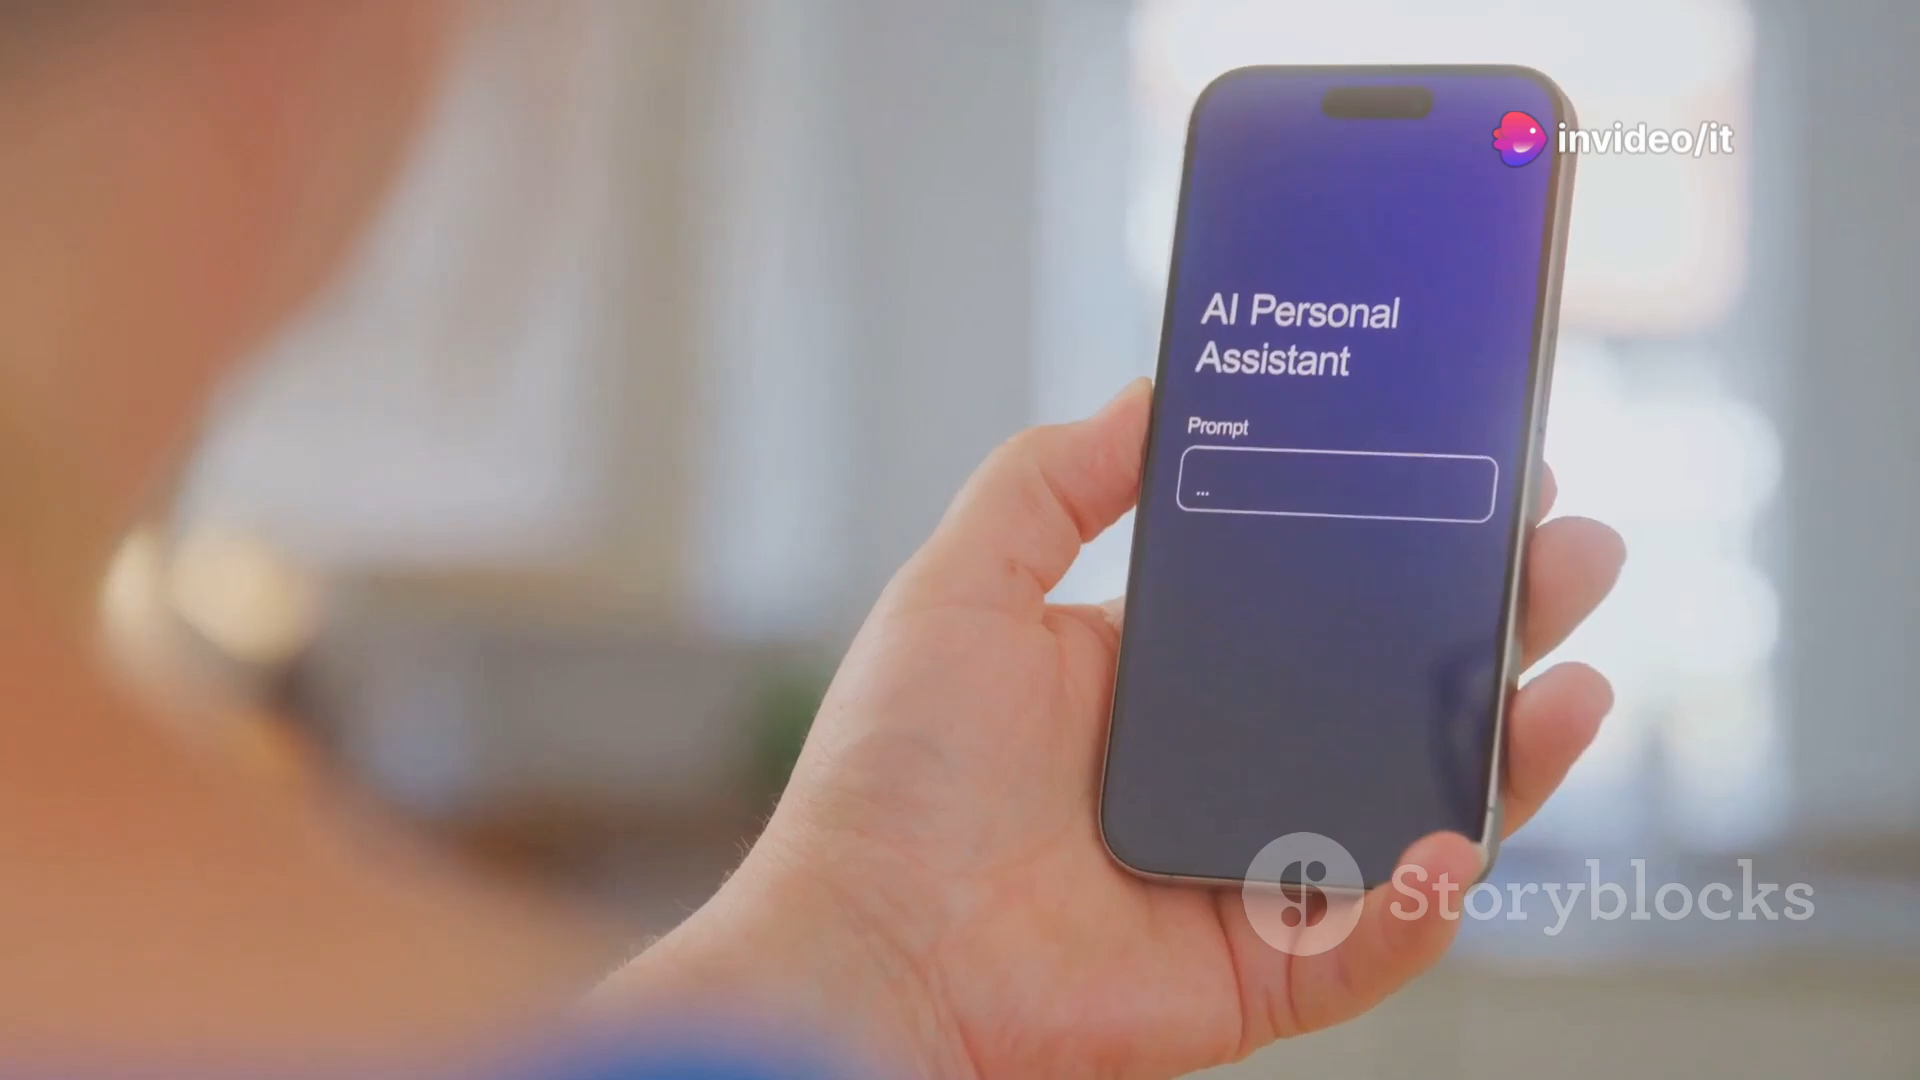 invideo/it
AI Personal
Assistant
Prompt
...
Storyblocks